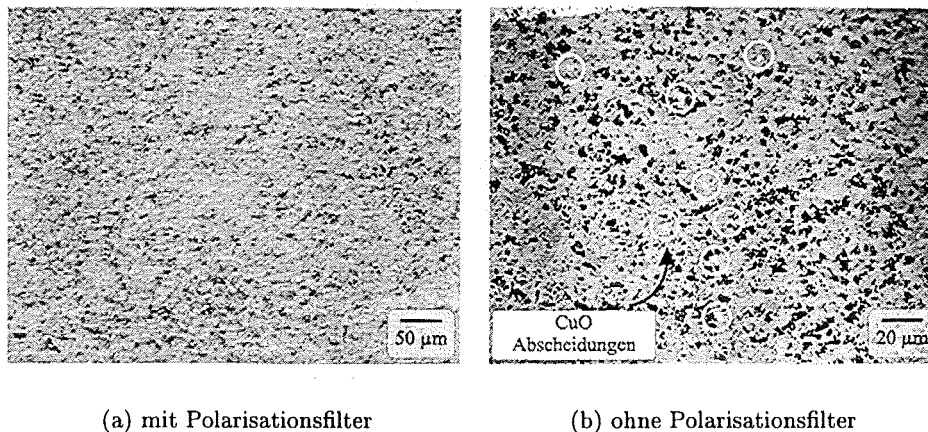 50 µm
CuO
Abscheidungen
20 µm
(a) mit Polarisationsfilter
(b) ohne Polarisationsfilter